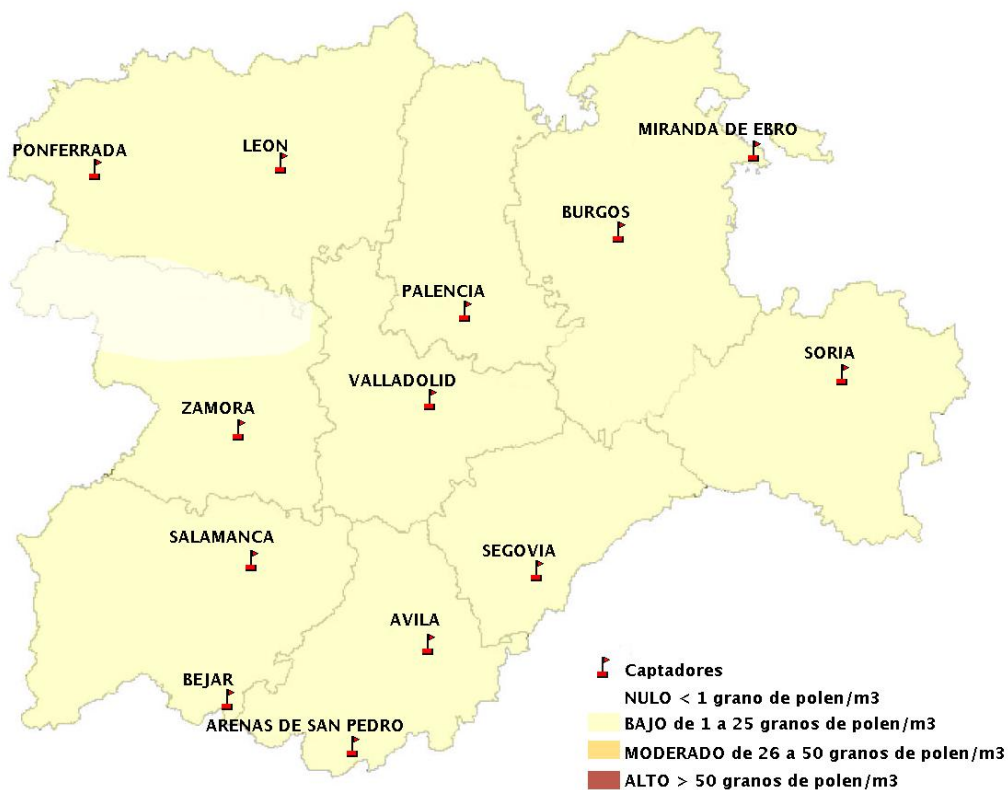 MIRANDA DE EBRO
PONFERRADA
LEON
BURGOS
PALENCIA
SORIA
VALLADOLID
ZAMORA
SALAMANCA
SEGOVIA
AVILA
BEJAR
ARENAS DE SAN PEDRO
Captadores
NULO < 1 grano de polen/m3
BAJO de 1 a 25 granos de polen/m3
MODERADO de 26 a 50 granos de polen/m3
ALTO > 50 granos de polen/m3